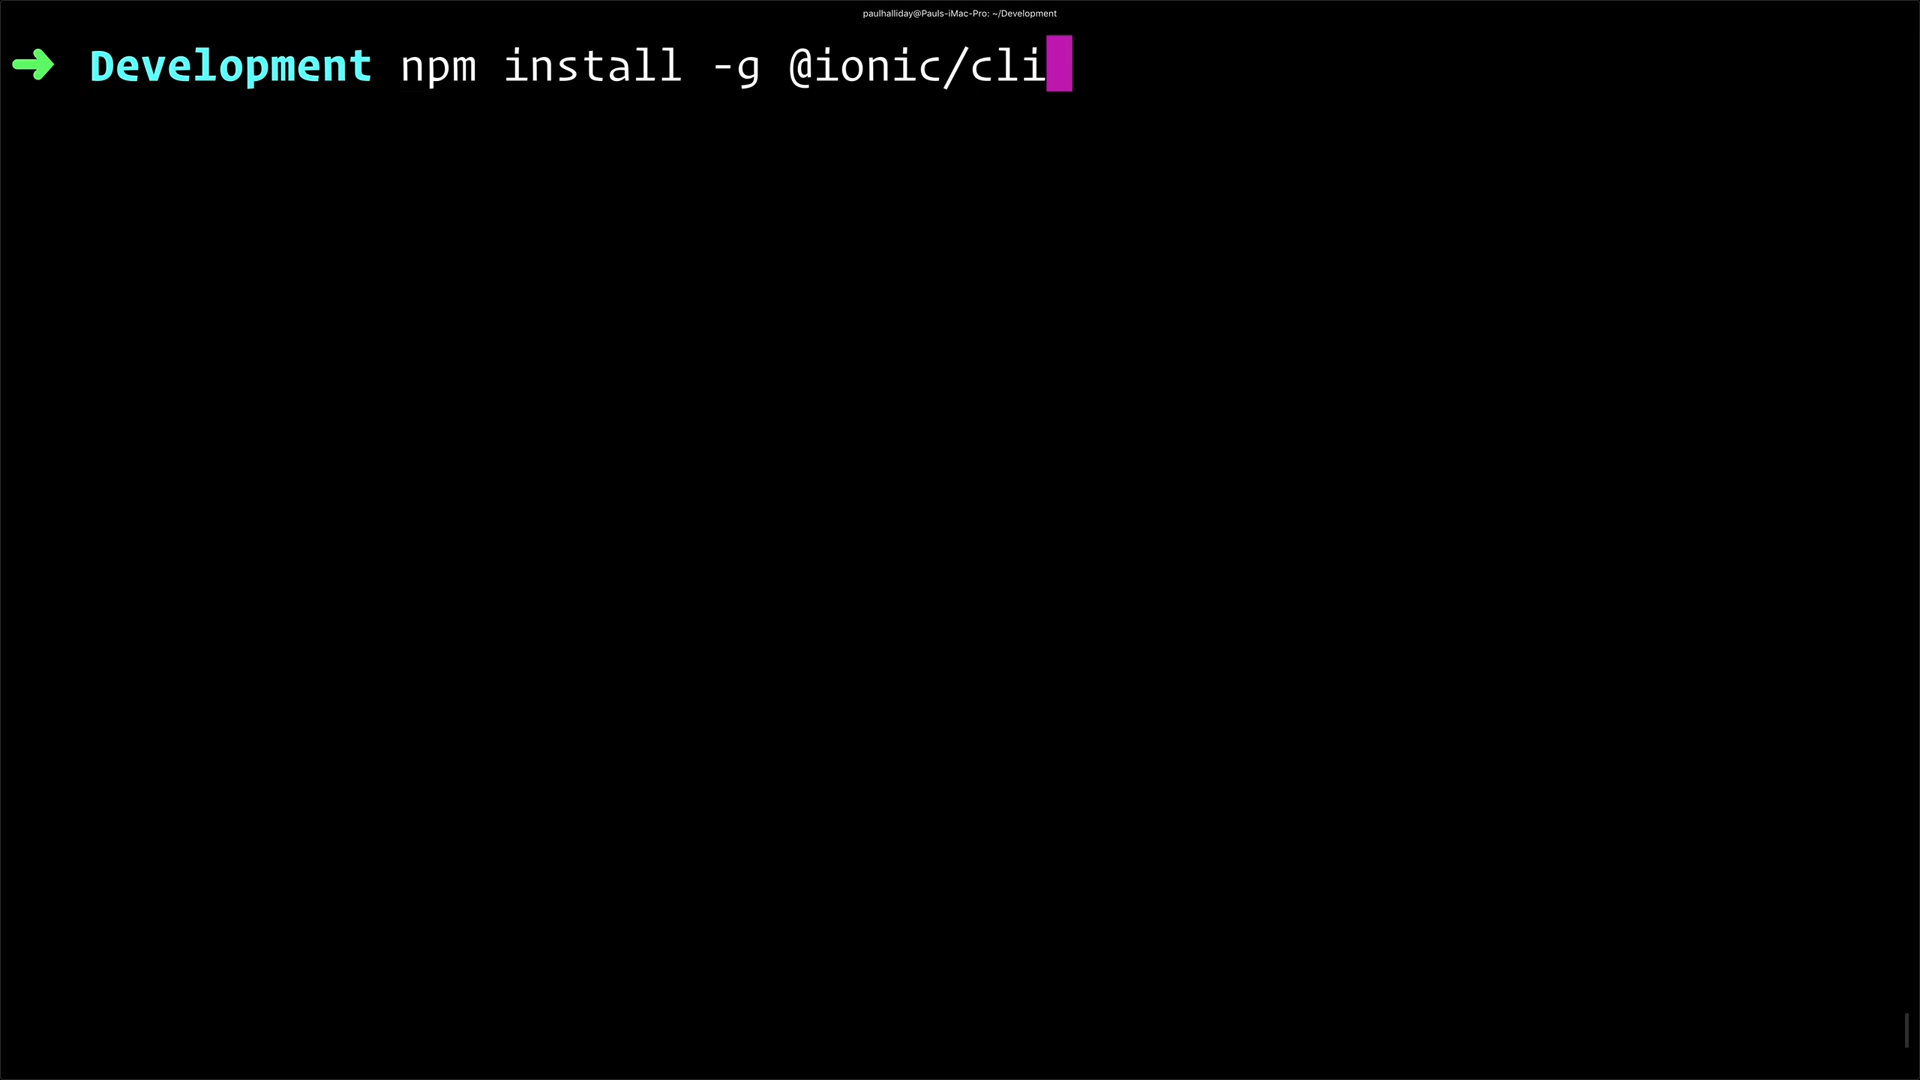 paulhalliday@Pauls-iMac-Pro: ~/Development
➜ Development npm install -g @ionic/cli